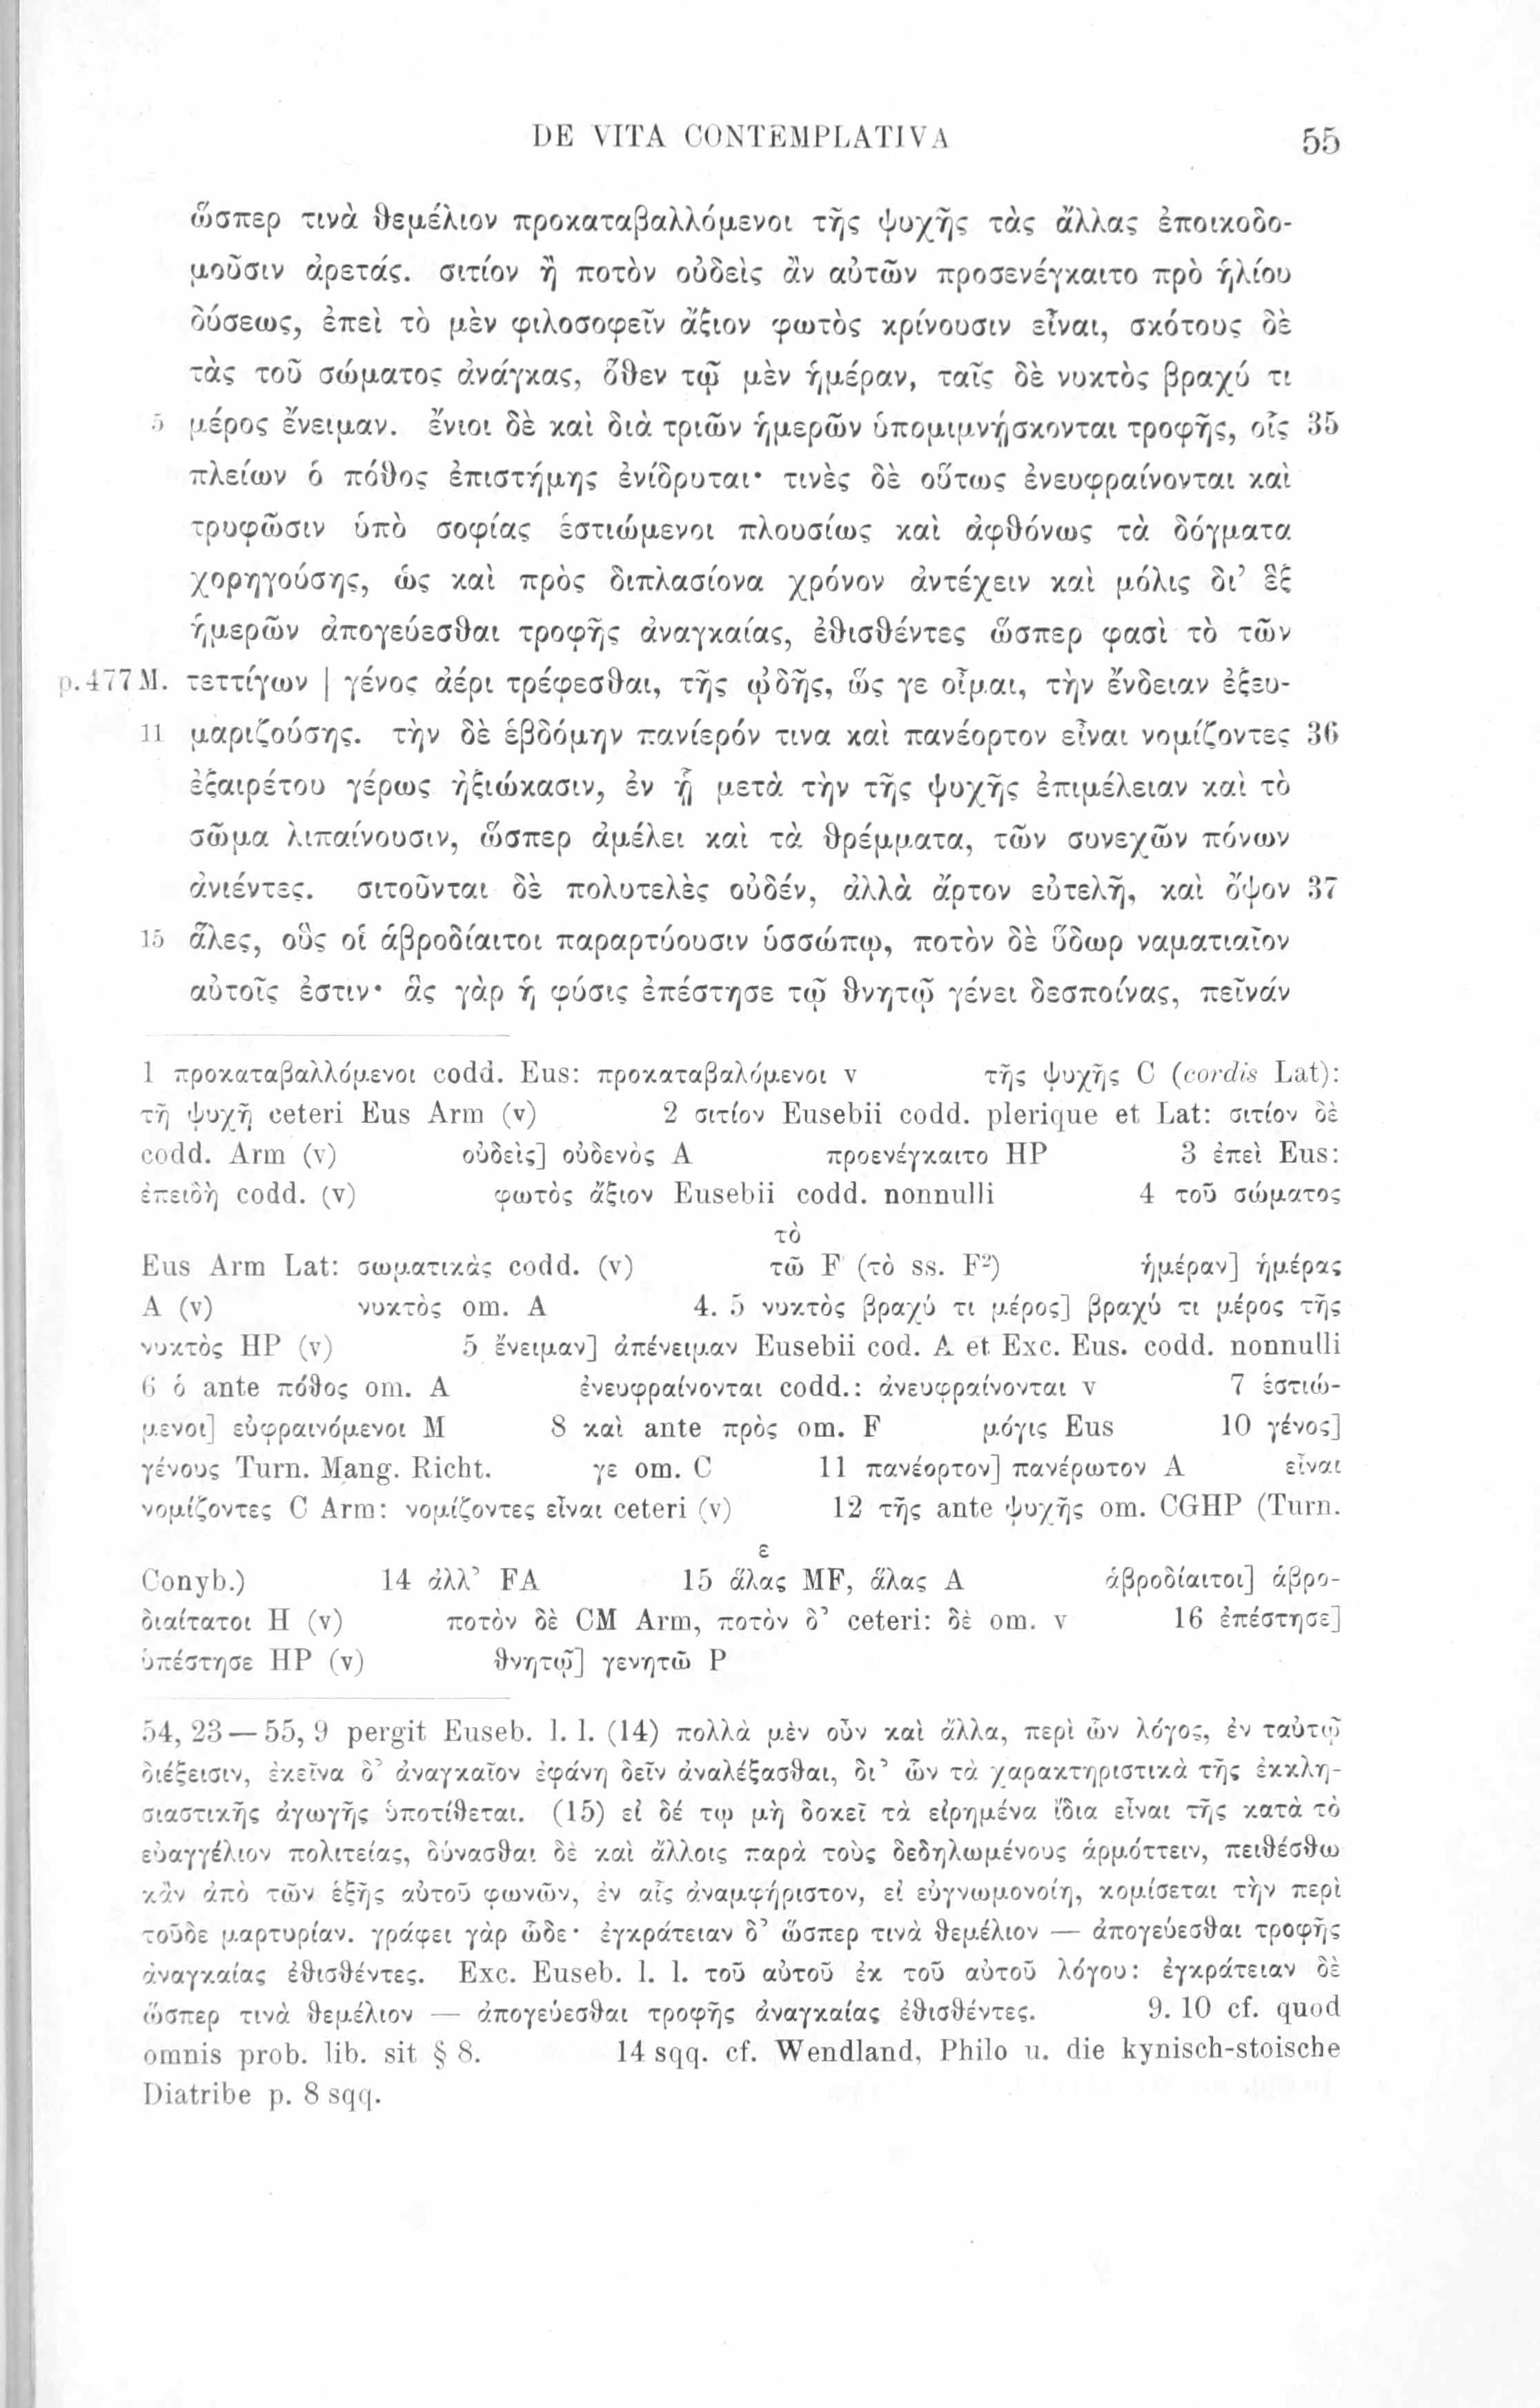 DE VITA CONTEMPLATIVA 55
ὥσπερ τινὰ θεμέλιον προκαταβαλλόμενοι τῆς ψυχῆς τὰς ἄλλας ἐποικοδο-
μοῦσιν ἀρετάς. σιτίον ἢ ποτὸν οὐδεὶς ἂν αὐτῶν προσενέγκαιτο πρὸ ἡλίου
δύσεως, ἐπεὶ τὸ μὲν φιλοσοφεῖν ἄξιον φωτὸς κρίνουσιν εἶναι, σκότους δὲ
τὰς τοῦ σώματος ἀνάγκας, ὅθεν τῷ μὲν ἡμέραν, ταῖς δὲ νυκτὸς βραχύ τι
5 μέρος ἔνειμαν. ἔνιοι δὲ καὶ διὰ τριῶν ἡμερῶν ὑπομιμνῄσκονται τροφῆς, οἷς 35
πλείων ὁ πόθος ἐπιστήμης ἐνίδρυται· τινὲς δὲ οὕτως ἐνευφραίνονται καὶ
τρυφῶσιν ὑπὸ σοφίας ἑστιώμενοι πλουσίως καὶ ἀφθόνως τὰ δόγματα
χορηγούσης, ὡς καὶ πρὸς διπλασίονα χρόνον ἀντέχειν καὶ μόλις δι’ ἓξ
ἡμερῶν ἀπογεύεσθαι τροφῆς ἀναγκαίας, ἐθισθέντες ὥσπερ φασὶ τὸ τῶν
p.477M. τεττίγων | γένος ἀέρι τρέφεσθαι, τῆς ᾠδῆς, ὥς γε οἶμαι, τὴν ἔνδειαν ἐξευ-
11 μαριζούσης. τὴν δὲ ἑβδόμην πανίερόν τινα καὶ πανέορτον εἶναι νομίζοντες 36
ἐξαιρέτου γέρως ἠξιώκασιν, ἐν ᾗ μετὰ τὴν τῆς ψυχῆς ἐπιμέλειαν καὶ τὸ
σῶμα λιπαίνουσιν, ὥσπερ ἀμέλει καὶ τὰ θρέμματα, τῶν συνεχῶν πόνων
ἀνιέντες. σιτοῦνται δὲ πολυτελὲς οὐδέν, ἀλλὰ ἄρτον εὐτελῆ, καὶ ὄψον 37
15 ἅλες, οὓς οἱ ἁβροδίαιτοι παραρτύουσιν ὑσσώπῳ, ποτὸν δὲ ὕδωρ ναματιαῖον
αὐτοῖς ἐστιν· ἃς γὰρ ἡ φύσις ἐπέστησε τῷ θνητῷ γένει δεσποίνας, πεῖνάν
1 προκαταβαλλόμενοι codd. Eus: προκαταβαλόμενοι v τῆς ψυχῆς C (cordis Lat):
τῆ ψυχῆ ceteri Eus Arm (v) 2 σιτίον Eusebii codd. plerique et Lat: σιτίον δὲ
codd. Arm (v) οὐδεὶς] οὐδενὸς A προενέγκαιτο HP 3 ἐπεὶ Eus:
ἐπειδὴ codd. (v) φωτὸς ἄξιον Eusebii codd. nonnulli 4 τοῦ σώματος
τὸ
Eus Arm Lat: σωματικὰς codd. (v) τῶ F (τὸ ss. F²) ἡμέραν] ἡμέρας
A (v) νυκτὸς om. A 4. 5 νυκτὸς βραχύ τι μέρος] βραχύ τι μέρος τῆς
νυκτὸς HP (v) 5 ἔνειμαν] ἀπένειμαν Eusebii cod. A et Exc. Eus. codd. nonnulli
6 ὁ ante πόθος om. A ἐνευφραίνονται codd.: ἀνευφραίνονται v 7 ἑστιώ-
μενοι] εὐφραινόμενοι M 8 καὶ ante πρὸς om. F μόγις Eus 10 γένος]
γένους Turn. Mang. Richt. γε om. C 11 πανέορτον] πανέρωτον A εἶναι
νομίζοντες C Arm: νομίζοντες εἶναι ceteri (v) 12 τῆς ante ψυχῆς om. CGHP (Turn.
ε
Conyb.) 14 ἀλλ’ FA 15 ἅλας MF, ἅλας A ἁβροδίαιτοι] ἁβρο-
διαίτατοι H (v) ποτὸν δὲ CM Arm, ποτὸν δ’ ceteri: δὲ om. v 16 ἐπέστησε]
ὑπέστησε HP (v) θνητῷ] γενητῶ P
54, 23 — 55, 9 pergit Euseb. l. l. (14) πολλὰ μὲν οὖν καὶ ἄλλα, περὶ ὧν λόγος, ἐν ταὐτῷ
διέξεισιν, ἐκεῖνα δ’ ἀναγκαῖον ἐφάνη δεῖν ἀναλέξασθαι, δι’ ὧν τὰ χαρακτηριστικὰ τῆς ἐκκλη-
σιαστικῆς ἀγωγῆς ὑποτίθεται. (15) εἰ δέ τῳ μὴ δοκεῖ τὰ εἰρημένα ἴδια εἶναι τῆς κατὰ τὸ
εὐαγγέλιον πολιτείας, δύνασθαι δὲ καὶ ἄλλοις παρὰ τοὺς δεδηλωμένους ἁρμόττειν, πειθέσθω
κἂν ἀπὸ τῶν ἑξῆς αὐτοῦ φωνῶν, ἐν αἷς ἀναμφήριστον, εἰ εὐγνωμονοίη, κομίσεται τὴν περὶ
τοῦδε μαρτυρίαν. γράφει γὰρ ὧδε· ἐγκράτειαν δ’ ὥσπερ τινὰ θεμέλιον — ἀπογεύεσθαι τροφῆς
ἀναγκαίας ἐθισθέντες. Exc. Euseb. l. l. τοῦ αὐτοῦ ἐκ τοῦ αὐτοῦ λόγου: ἐγκράτειαν δὲ
ὥσπερ τινὰ θεμέλιον — ἀπογεύεσθαι τροφῆς ἀναγκαίας ἐθισθέντες. 9. 10 cf. quod
omnis prob. lib. sit § 8. 14 sqq. cf. Wendland, Philo u. die kynisch-stoische
Diatribe p. 8 sqq.